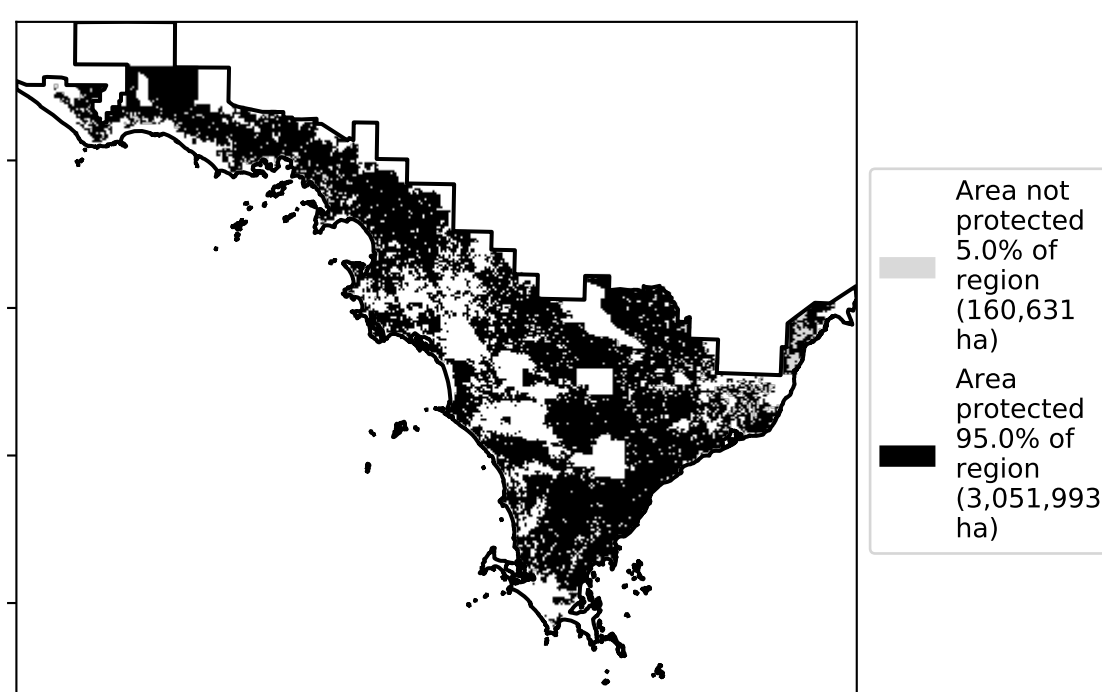 Area not
protected
5.0% of
region
(160,631
ha)
Area
protected
95.0% of
region
(3,051,993
ha)